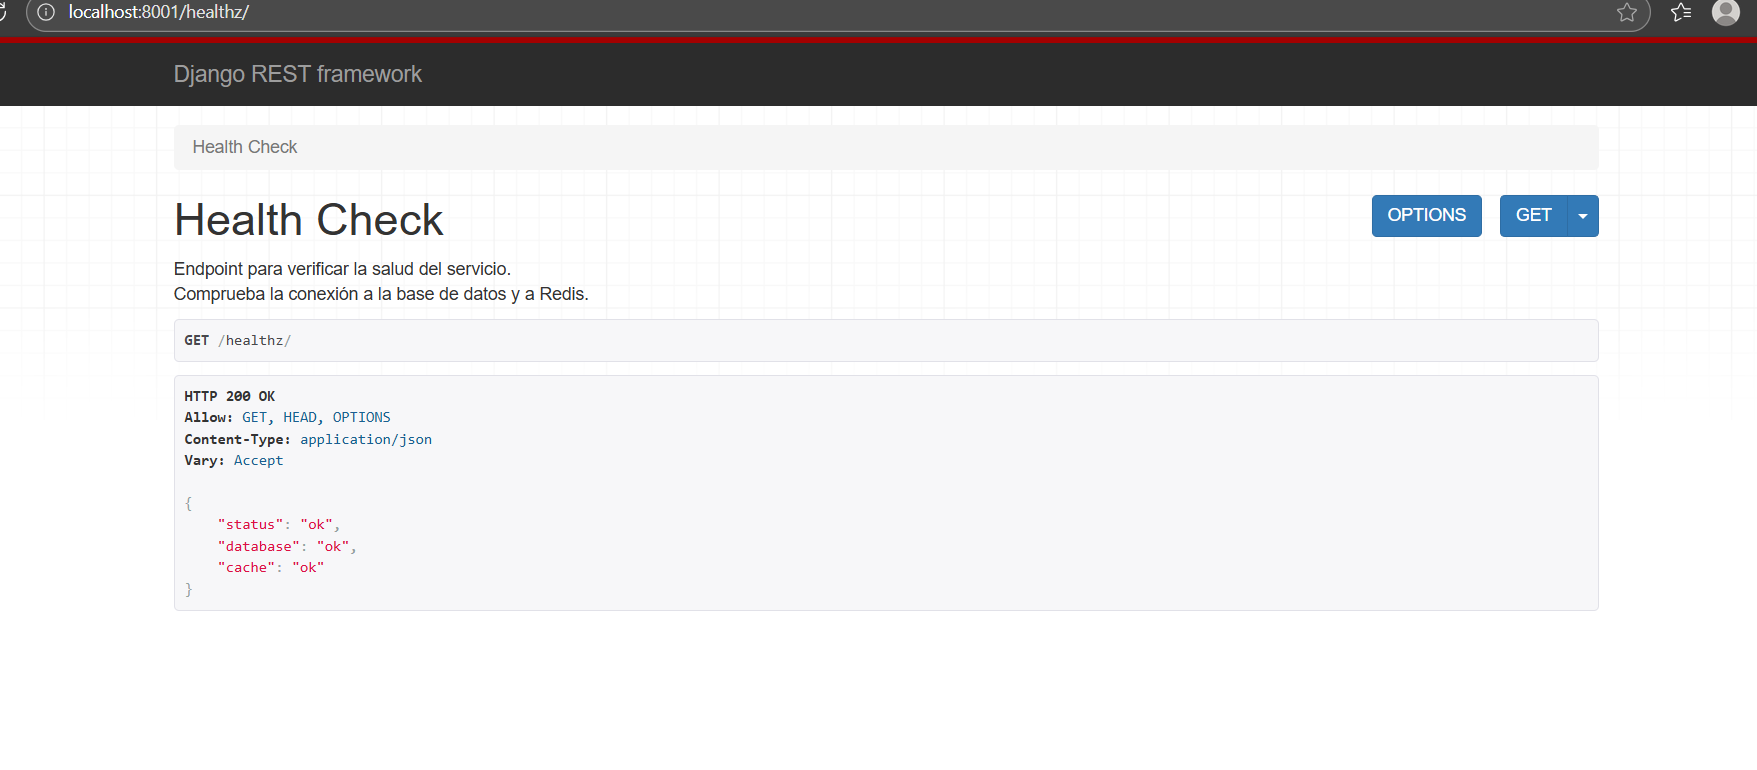 localhost:8001/healthz/
Django REST framework
Health Check
Health Check
OPTIONS
GET
Endpoint para verificar la salud del servicio.
Comprueba la conexión a la base de datos y a Redis.
GET /healthz/
HTTP 200 OK
Allow: GET, HEAD, OPTIONS
Content-Type: application/json
Vary: Accept
{
    "status": "ok",
    "database": "ok",
    "cache": "ok"
}